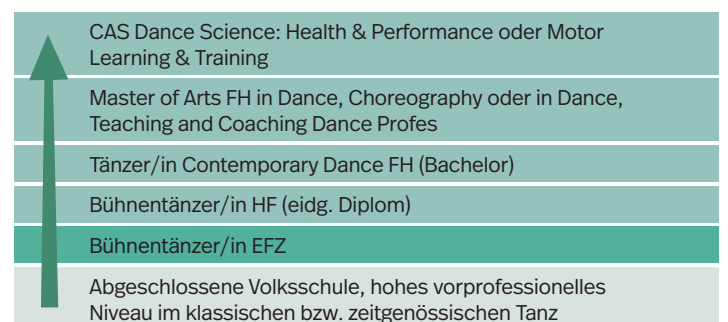 CAS Dance Science: Health & Performance oder Motor
Learning & Training
Master of Arts FH in Dance, Choreography oder in Dance,
Teaching and Coaching Dance Profes
Tänzer/in Contemporary Dance FH (Bachelor)
Bühnentänzer/in HF (eidg. Diplom)
Bühnentänzer/in EFZ
Abgeschlossene Volksschule, hohes vorprofessionelles
Niveau im klassischen bzw. zeitgenössischen Tanz